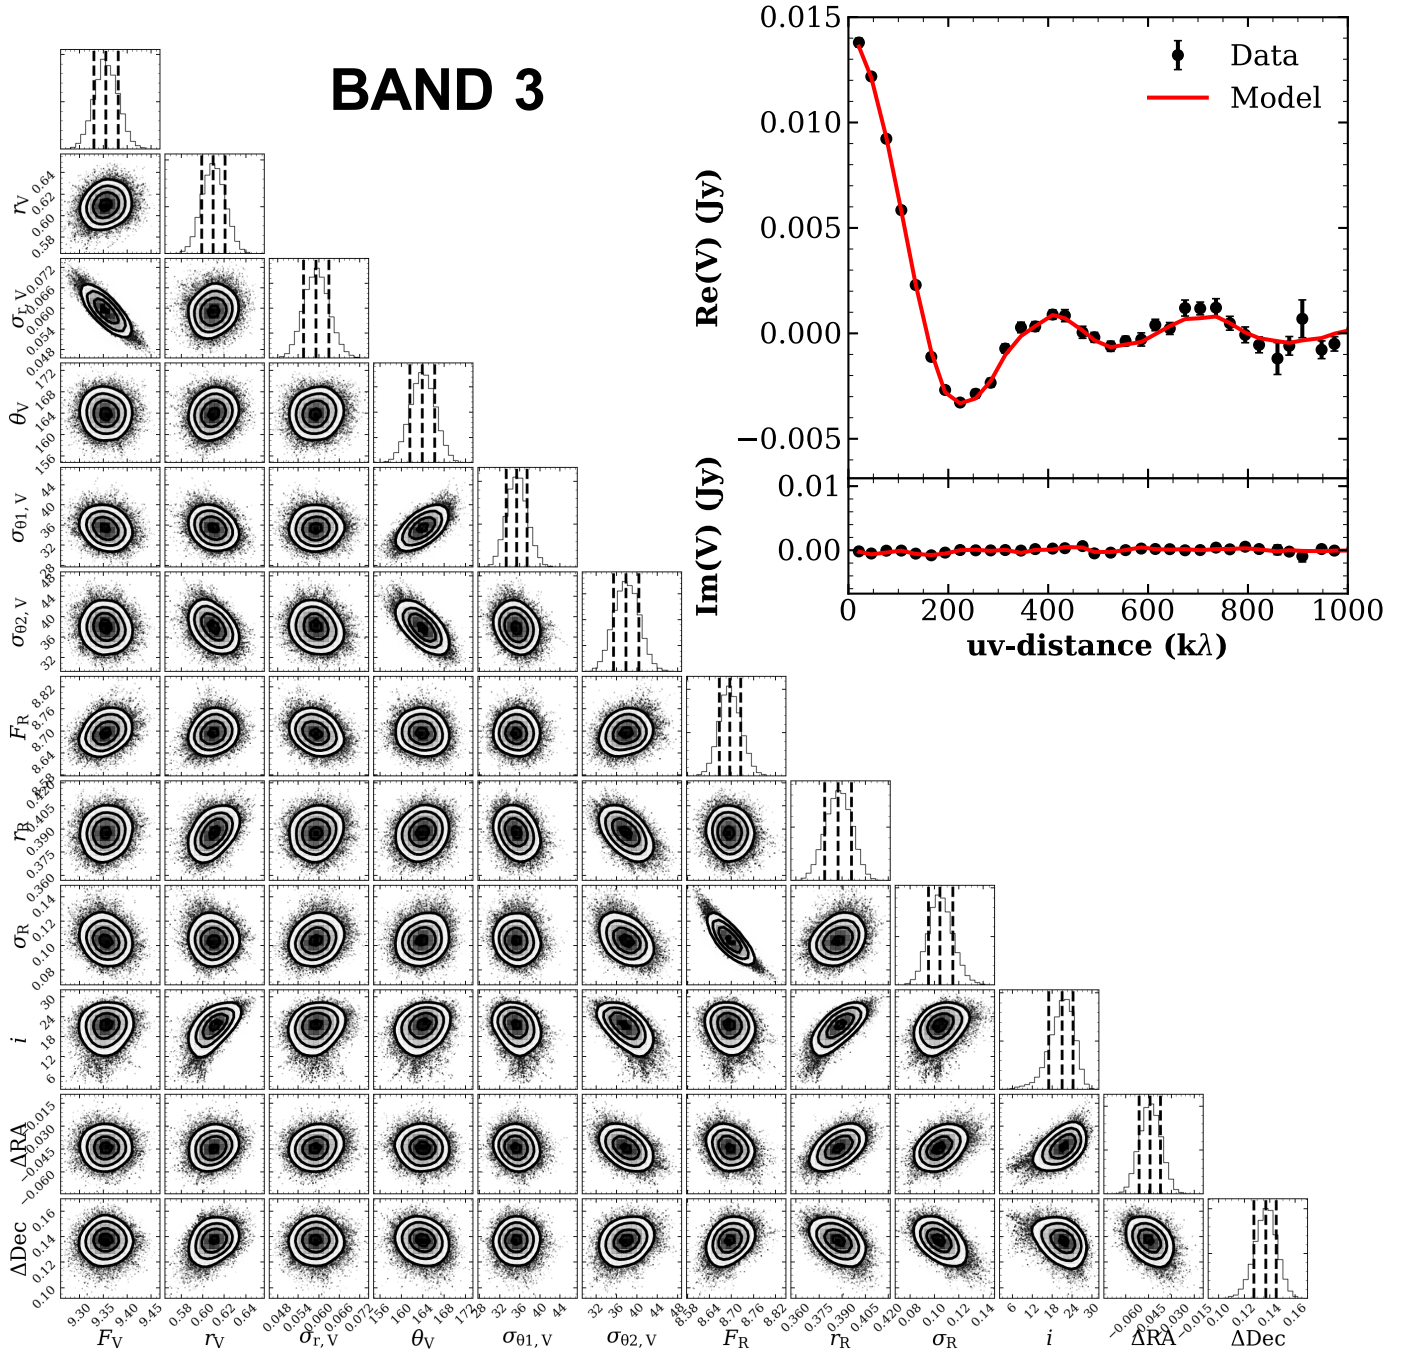 BAND 3
0.015
0.010
0.005
0.000
−0.005
Re(V) (Jy)
Data
Model
0.01
0.00
Im(V) (Jy)
0 200 400 600 800 1000
uv-distance (kλ)
r_V
0.64
0.62
0.60
0.58
σ_r, V
0.072
0.066
0.060
0.054
0.048
θ_V
172
168
164
160
156
σ_θ1, V
44
40
36
32
28
σ_θ2, V
48
44
40
36
32
F_R
8.82
8.76
8.70
8.64
8.58
r_R
0.420
0.405
0.390
0.375
0.360
σ_R
0.14
0.12
0.10
0.08
i
30
24
18
12
6
ΔRA
−0.015
−0.030
−0.045
−0.060
ΔDec
0.16
0.14
0.12
0.10
9.30 9.35 9.40 9.45
0.58 0.60 0.62 0.64
0.048 0.054 0.060 0.066 0.072
156 160 164 168 172
28 32 36 40 44
32 36 40 44 48
8.58 8.64 8.70 8.76 8.82
0.360 0.375 0.390 0.405 0.420
0.08 0.10 0.12 0.14
6 12 18 24 30
−0.060 −0.045 −0.030 −0.015
0.10 0.12 0.14 0.16
F_V r_V σ_r, V θ_V σ_θ1, V σ_θ2, V F_R r_R σ_R i ΔRA ΔDec